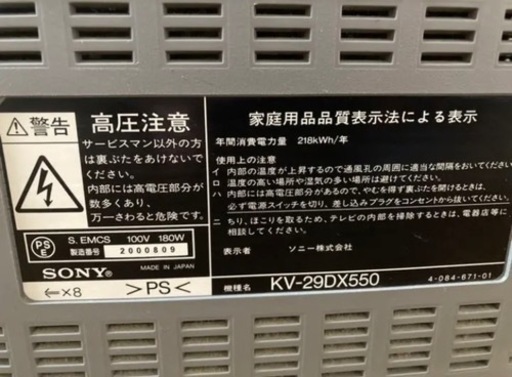 警告
高圧注意
サービスマン以外の方
は裏ぶたをあけないで
ください。
内部には高電圧部分が
数多くあり、
万一さわると危険です。
PS
E
S. EMCS 100V 180W
製造番号 2000809
SONY MADE IN JAPAN
×8 >PS<
家庭用品品質表示法による表示
年間消費電力量 218kWh/年
使用上の注意
イ 内部の温度が上昇するので通風孔の周囲に適当な間隔をおいてください。
ロ 温度の高い場所や湿気の多い場所は避けてください。
ハ 内部には高電圧部分があるので、やむを得ず裏ぶたを開けるときは、
必ず電源スイッチを切り、差し込みプラグをコンセントから抜いてください。
ニ ちり、ほこりを取るため、テレビの内部を掃除するときは、電器店等に
相談してください。
表示者 ソニー株式会社
機種名 KV-29DX550 4-084-671-01